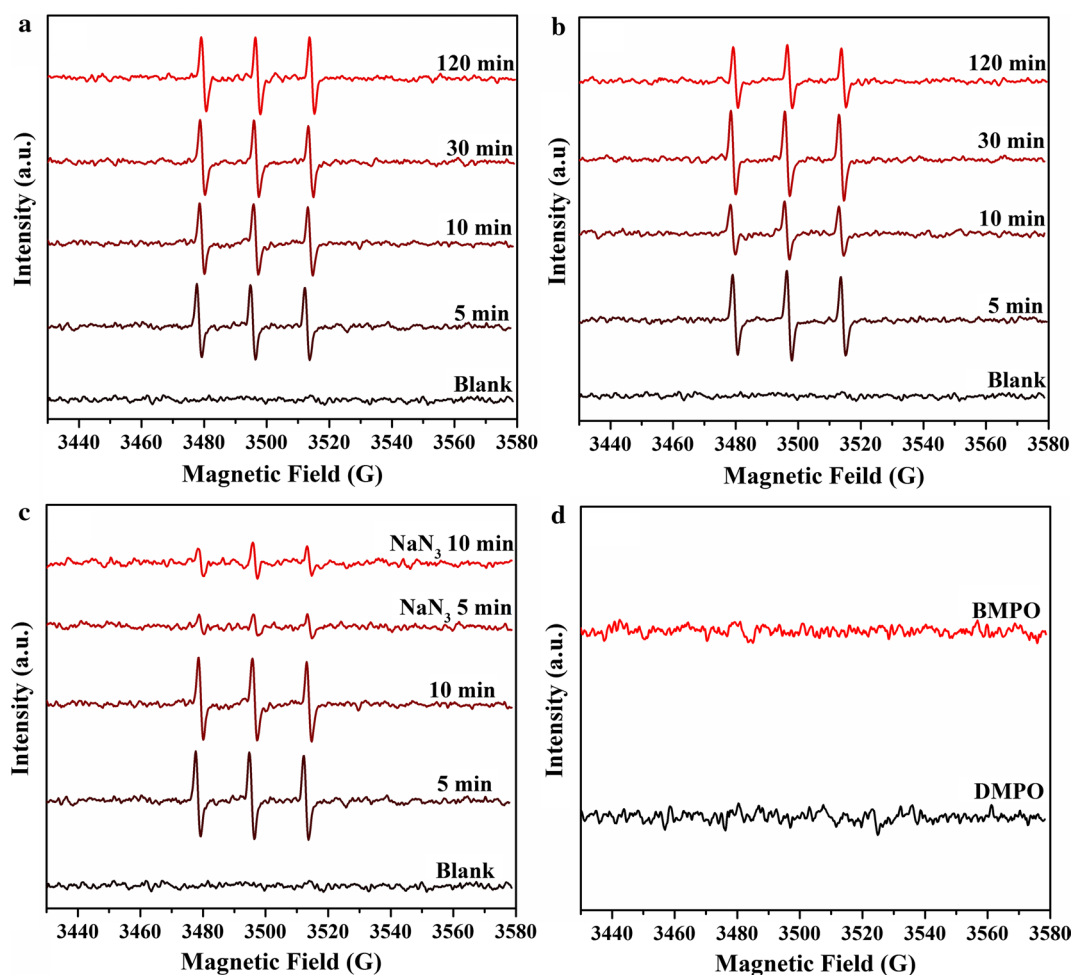 a
120 min
30 min
10 min
5 min
Blank
Intensity (a.u.)
3440 3460 3480 3500 3520 3540 3560 3580
Magnetic Field (G)
b
120 min
30 min
10 min
5 min
Blank
Intensity (a.u)
3440 3460 3480 3500 3520 3540 3560 3580
Magnetic Feild (G)
c
NaN3 10 min
NaN3 5 min
10 min
5 min
Blank
Intensity (a.u.)
3440 3460 3480 3500 3520 3540 3560 3580
Magnetic Field (G)
d
BMPO
DMPO
Intensity (a.u.)
3440 3460 3480 3500 3520 3540 3560 3580
Magnetic Field (G)